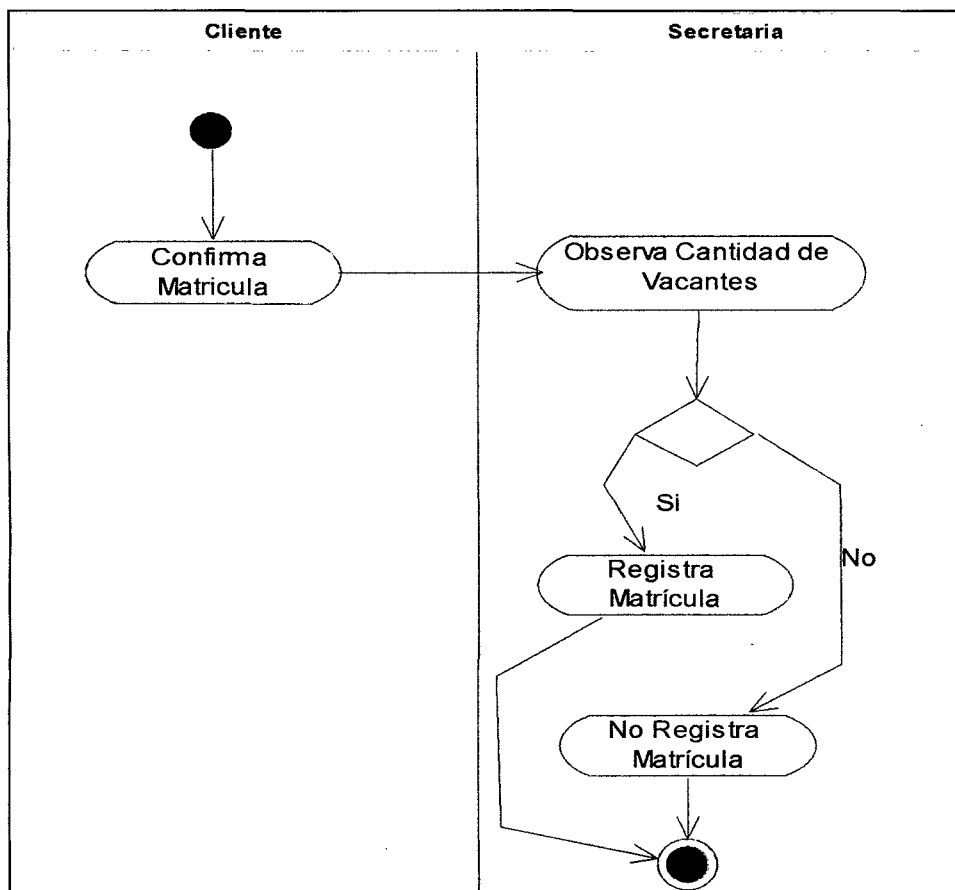 Cliente
Secretaria
Confirma
Matricula
Observa Cantidad de
Vacantes
Si
No
Registra
Matrícula
No Registra
Matrícula